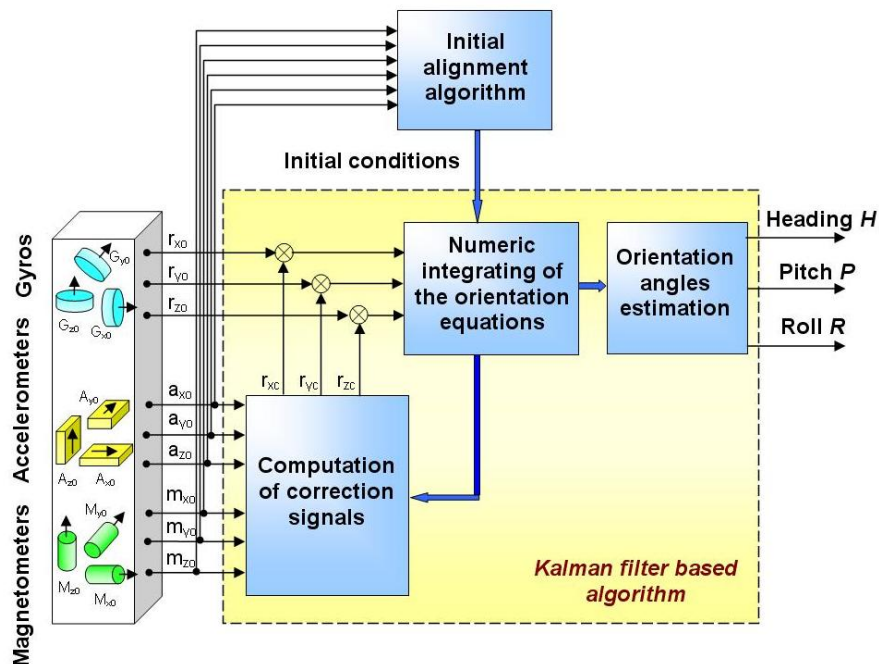 Initial
alignment
algorithm
Initial conditions
Gyros
Accelerometers
Magnetometers
Gy0
Gz0
Gx0
Ay0
Az0
Ax0
My0
Mz0
Mx0
rx0
ry0
rz0
ax0
ay0
az0
mx0
my0
mz0
rxc
ryc
rzc
Numeric
integrating of
the orientation
equations
Orientation
angles
estimation
Heading H
Pitch P
Roll R
Computation
of correction
signals
Kalman filter based
algorithm